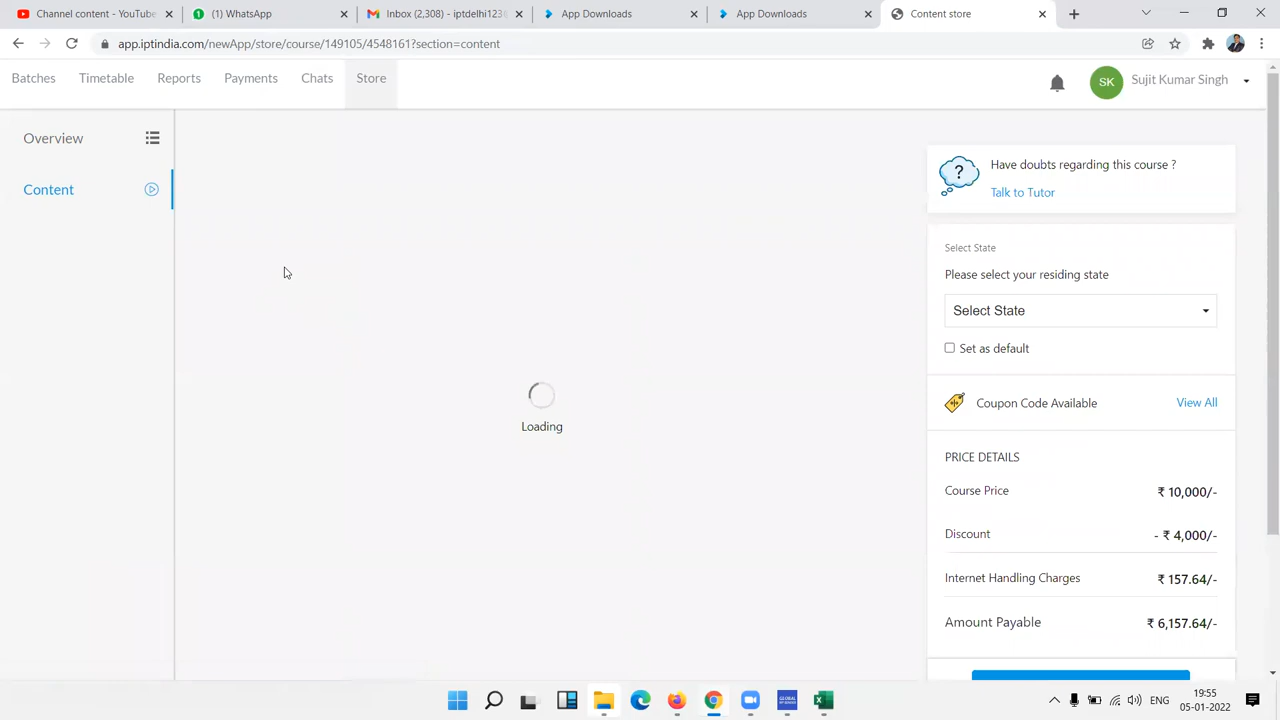 Channel content - YouTube
(1) WhatsApp
Inbox (2,308) - iptdelhi123
App Downloads
App Downloads
Content store
app.iptindia.com/newApp/store/course/149105/4548161?section=content
Batches Timetable Reports Payments Chats Store
SK Sujit Kumar Singh
Overview
Content
Loading
Have doubts regarding this course ?
Talk to Tutor
Select State
Please select your residing state
Select State
Set as default
Coupon Code Available View All
PRICE DETAILS
Course Price ₹ 10,000/-
Discount - ₹ 4,000/-
Internet Handling Charges ₹ 157.64/-
Amount Payable ₹ 6,157.64/-
ENG
19:55
05-01-2022